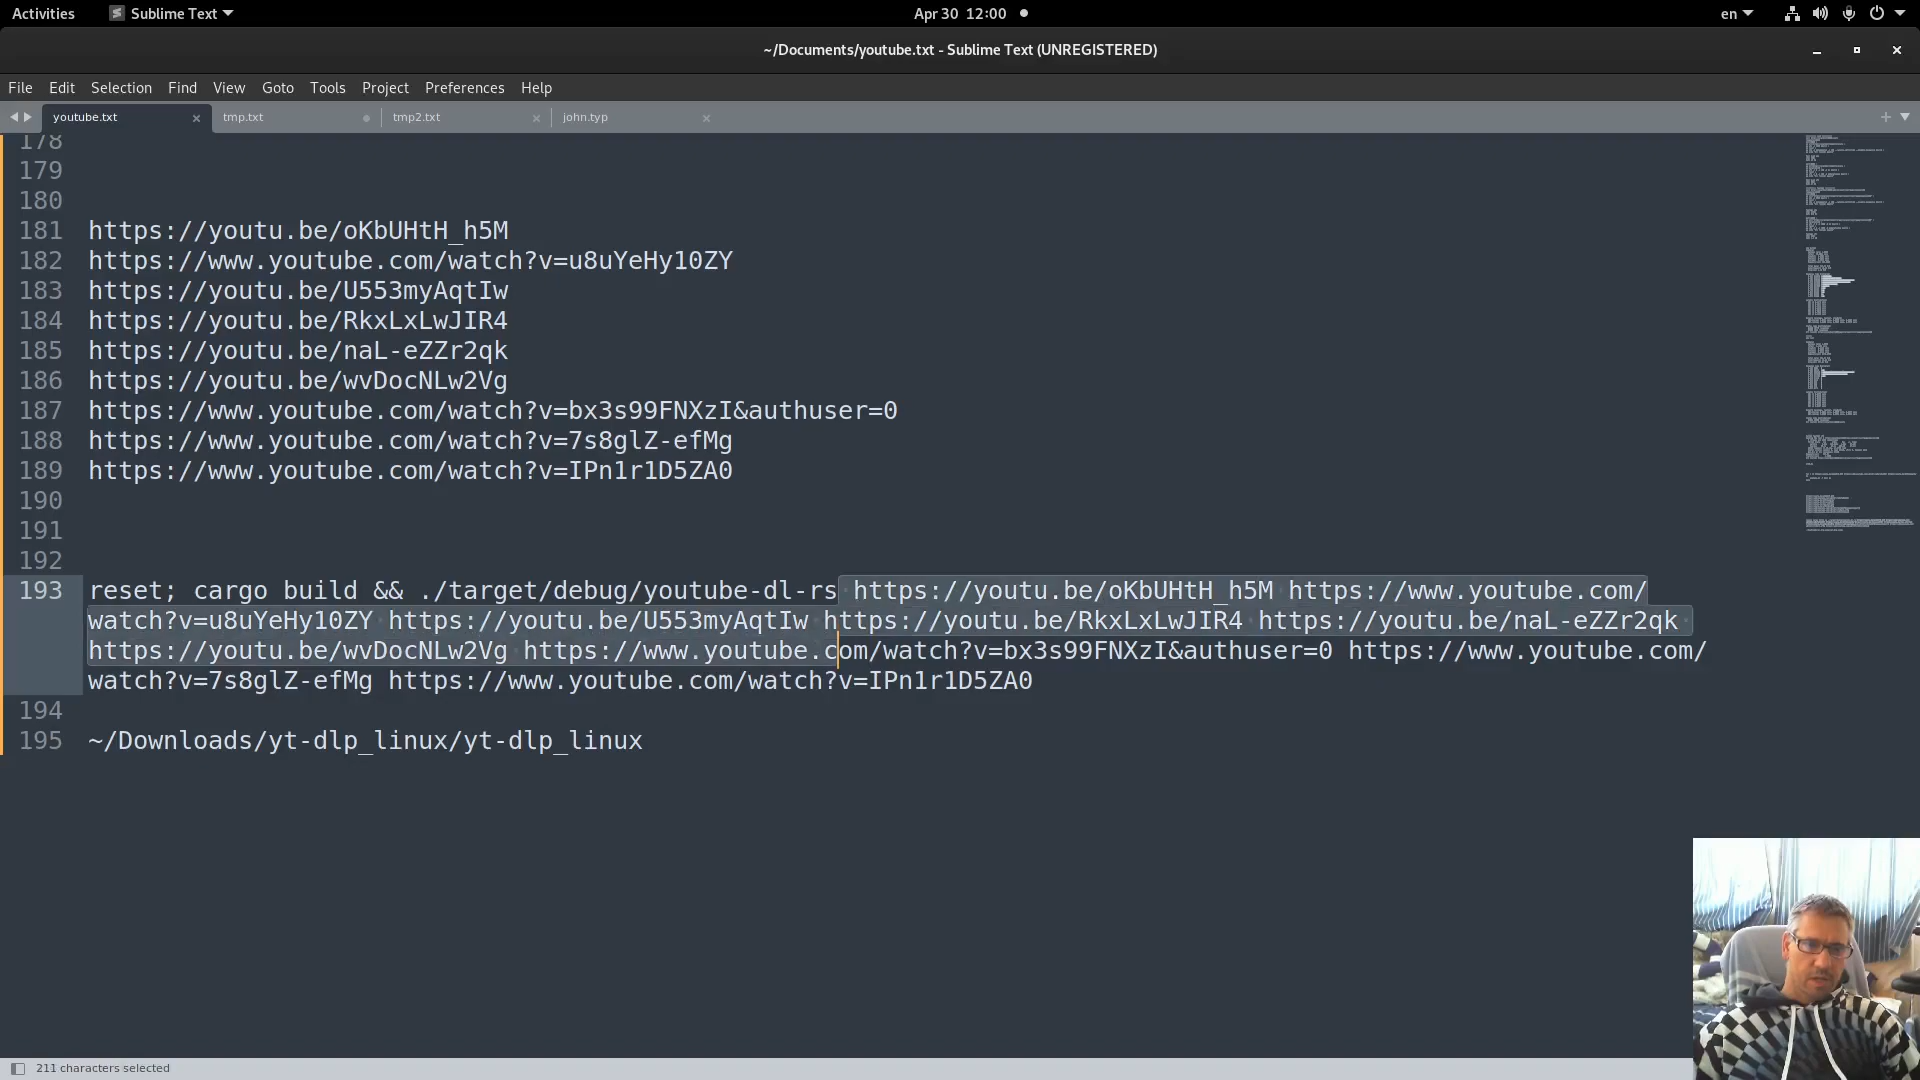 Activities
Sublime Text
Apr 30 12:00
en
~/Documents/youtube.txt - Sublime Text (UNREGISTERED)
File Edit Selection Find View Goto Tools Project Preferences Help
youtube.txt tmp.txt tmp2.txt john.typ
178
179
180
181 https://youtu.be/oKbUHtH_h5M
182 https://www.youtube.com/watch?v=u8uYeHy10ZY
183 https://youtu.be/U553myAqtIw
184 https://youtu.be/RkxLxLwJIR4
185 https://youtu.be/naL-eZZr2qk
186 https://youtu.be/wvDocNLw2Vg
187 https://www.youtube.com/watch?v=bx3s99FNXzI&authuser=0
188 https://www.youtube.com/watch?v=7s8glZ-efMg
189 https://www.youtube.com/watch?v=IPn1r1D5ZA0
190
191
192
193 reset; cargo build && ./target/debug/youtube-dl-rs https://youtu.be/oKbUHtH_h5M https://www.youtube.com/
watch?v=u8uYeHy10ZY https://youtu.be/U553myAqtIw https://youtu.be/RkxLxLwJIR4 https://youtu.be/naL-eZZr2qk
https://youtu.be/wvDocNLw2Vg https://www.youtube.com/watch?v=bx3s99FNXzI&authuser=0 https://www.youtube.com/
watch?v=7s8glZ-efMg https://www.youtube.com/watch?v=IPn1r1D5ZA0
194
195 ~/Downloads/yt-dlp_linux/yt-dlp_linux
211 characters selected